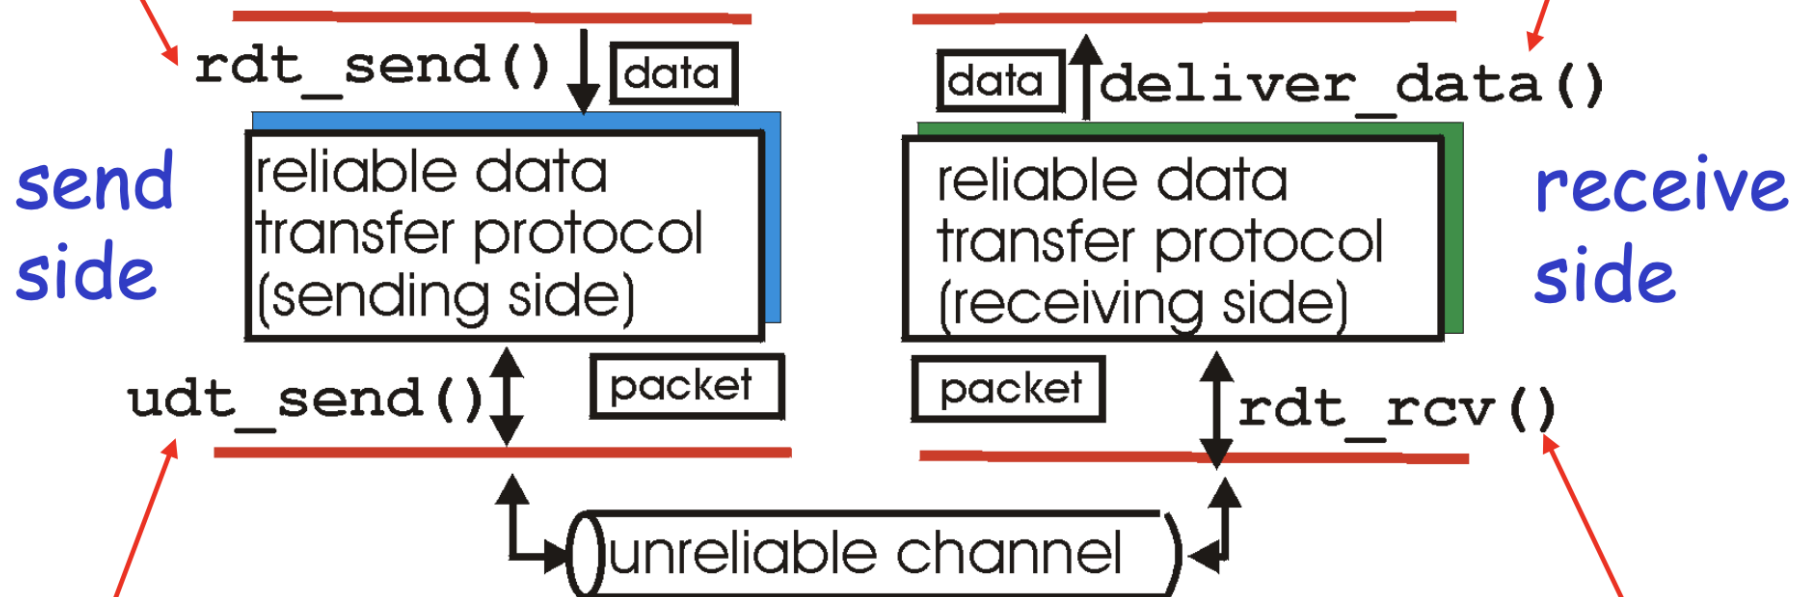 rdt_send()
data
data
deliver_data()
send
side
reliable data
transfer protocol
(sending side)
reliable data
transfer protocol
(receiving side)
receive
side
udt_send()
packet
packet
rdt_rcv()
unreliable channel